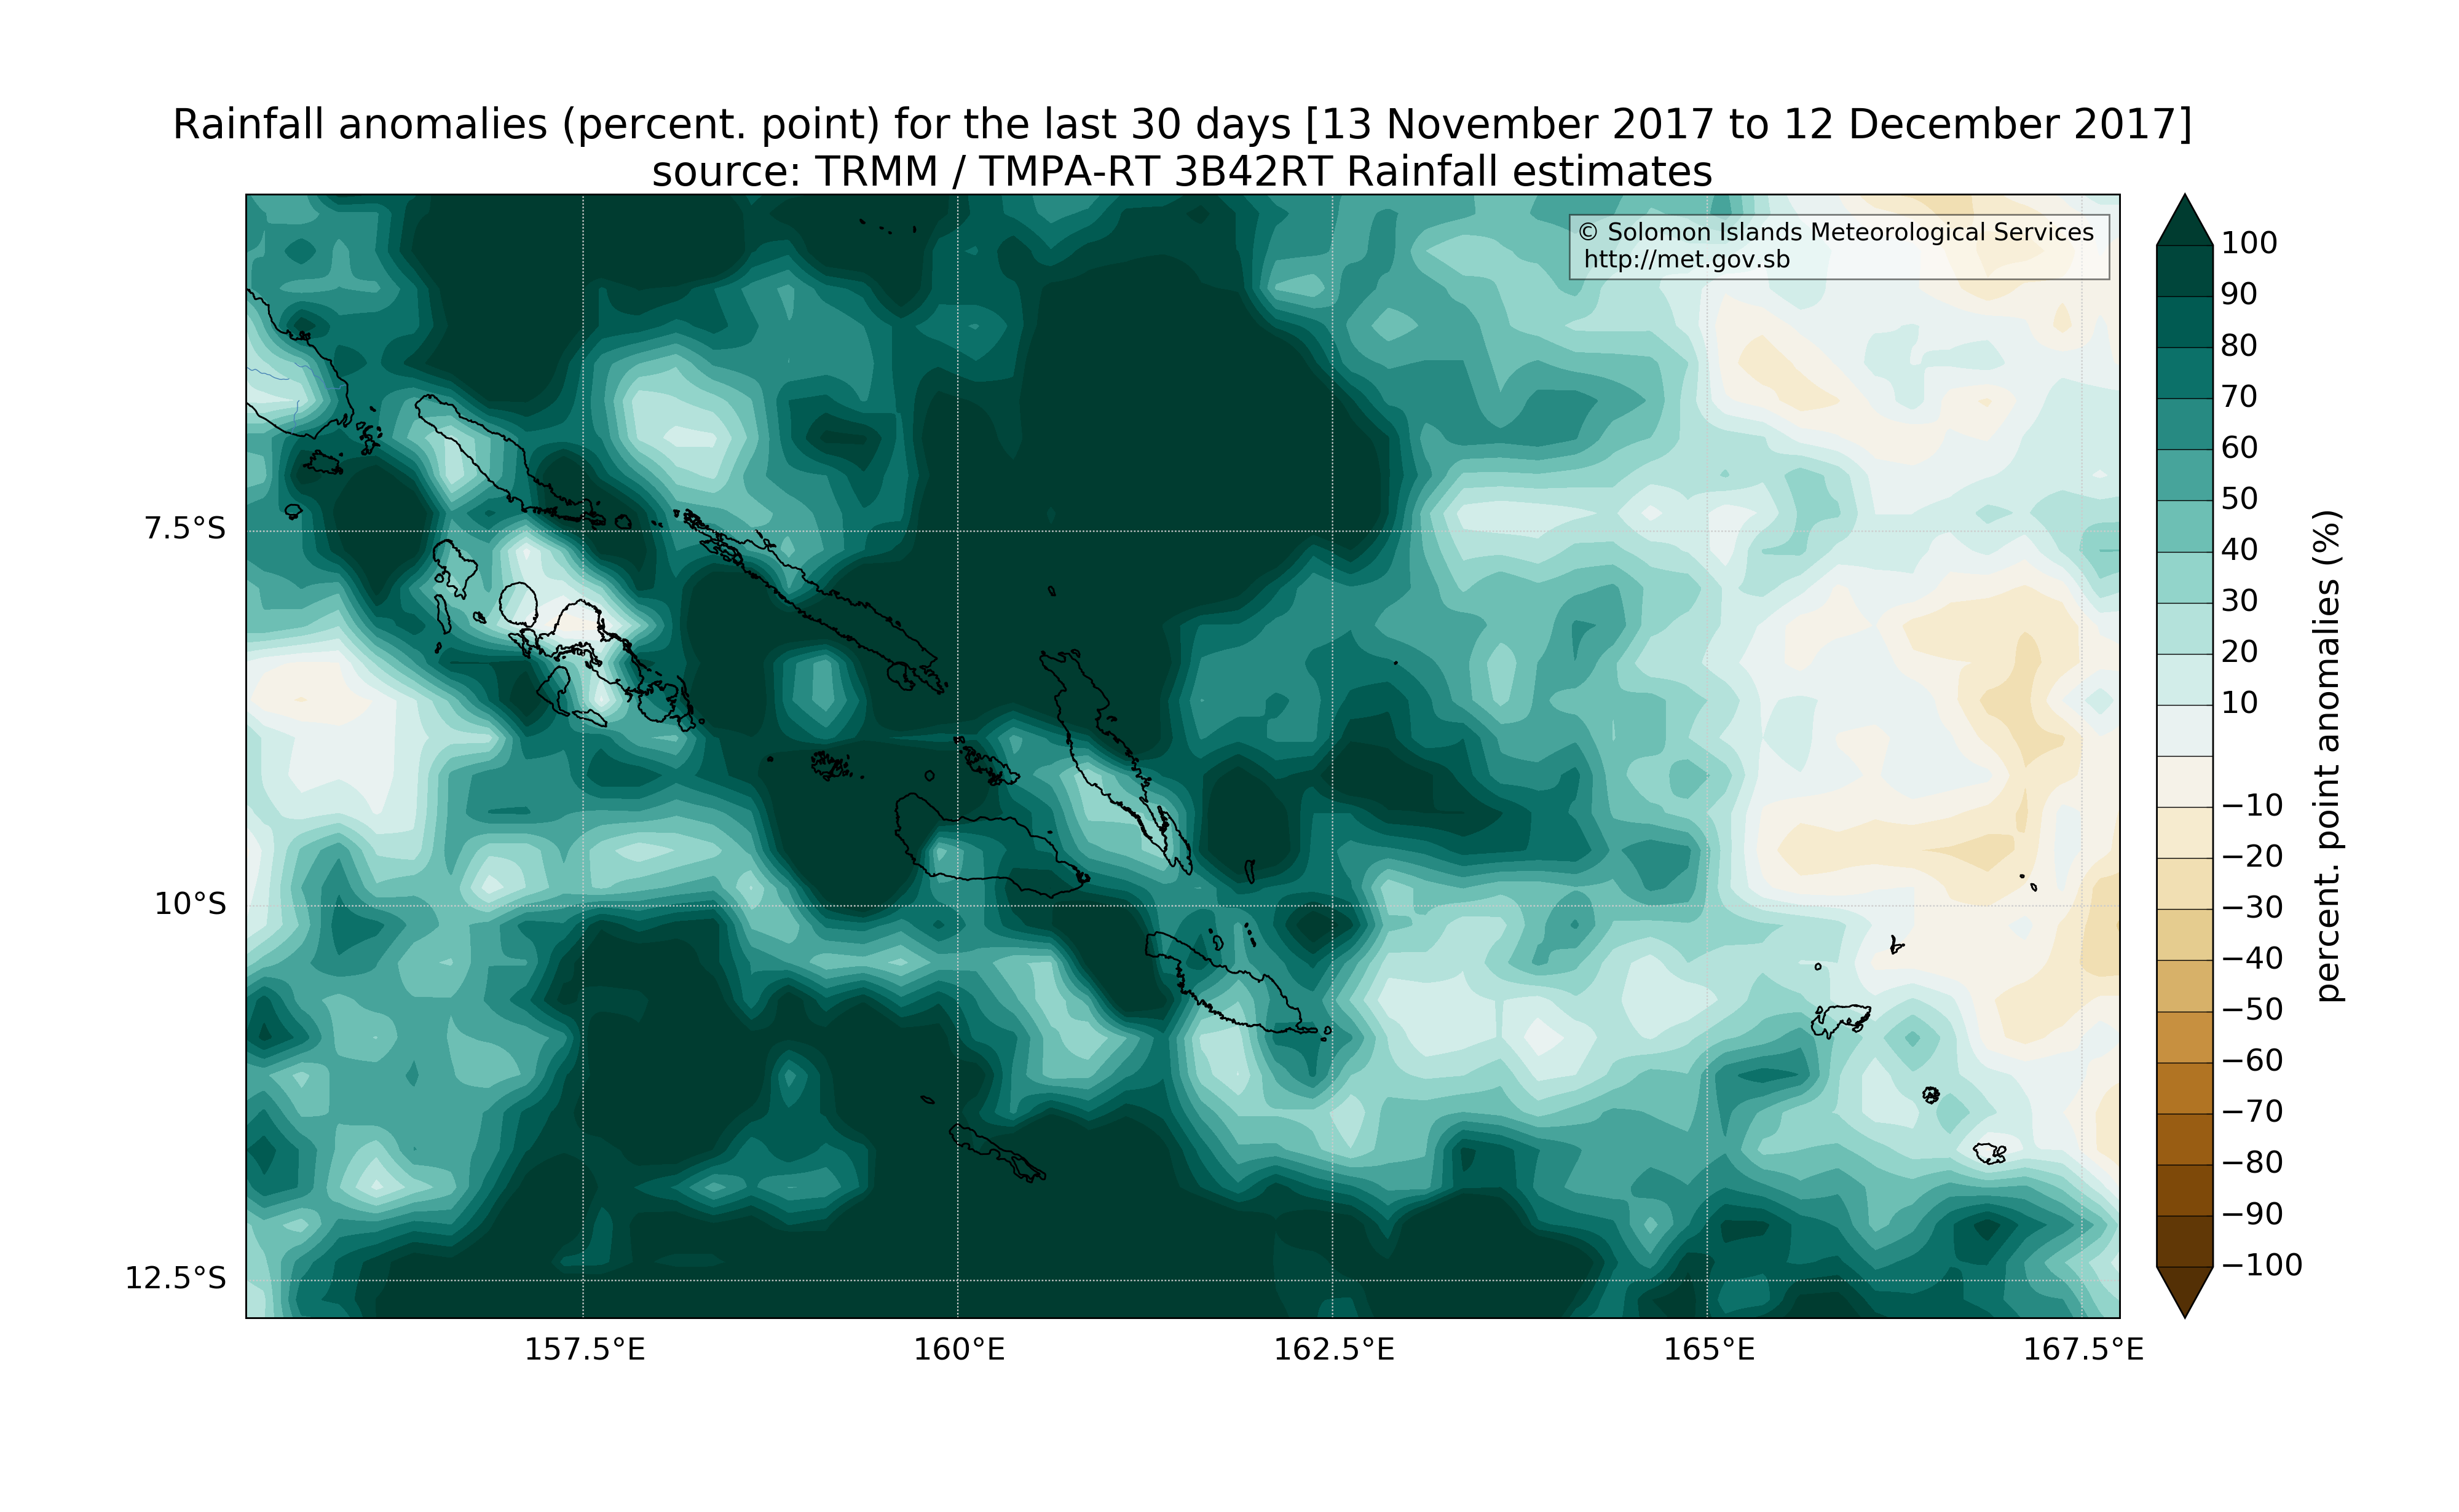 Rainfall anomalies (percent. point) for the last 30 days [13 November 2017 to 12 December 2017]
source: TRMM / TMPA-RT 3B42RT Rainfall estimates
© Solomon Islands Meteorological Services
http://met.gov.sb
7.5°S
10°S
12.5°S
157.5°E
160°E
162.5°E
165°E
167.5°E
100
90
80
70
60
50
40
30
20
10
−10
−20
−30
−40
−50
−60
−70
−80
−90
−100
percent. point anomalies (%)